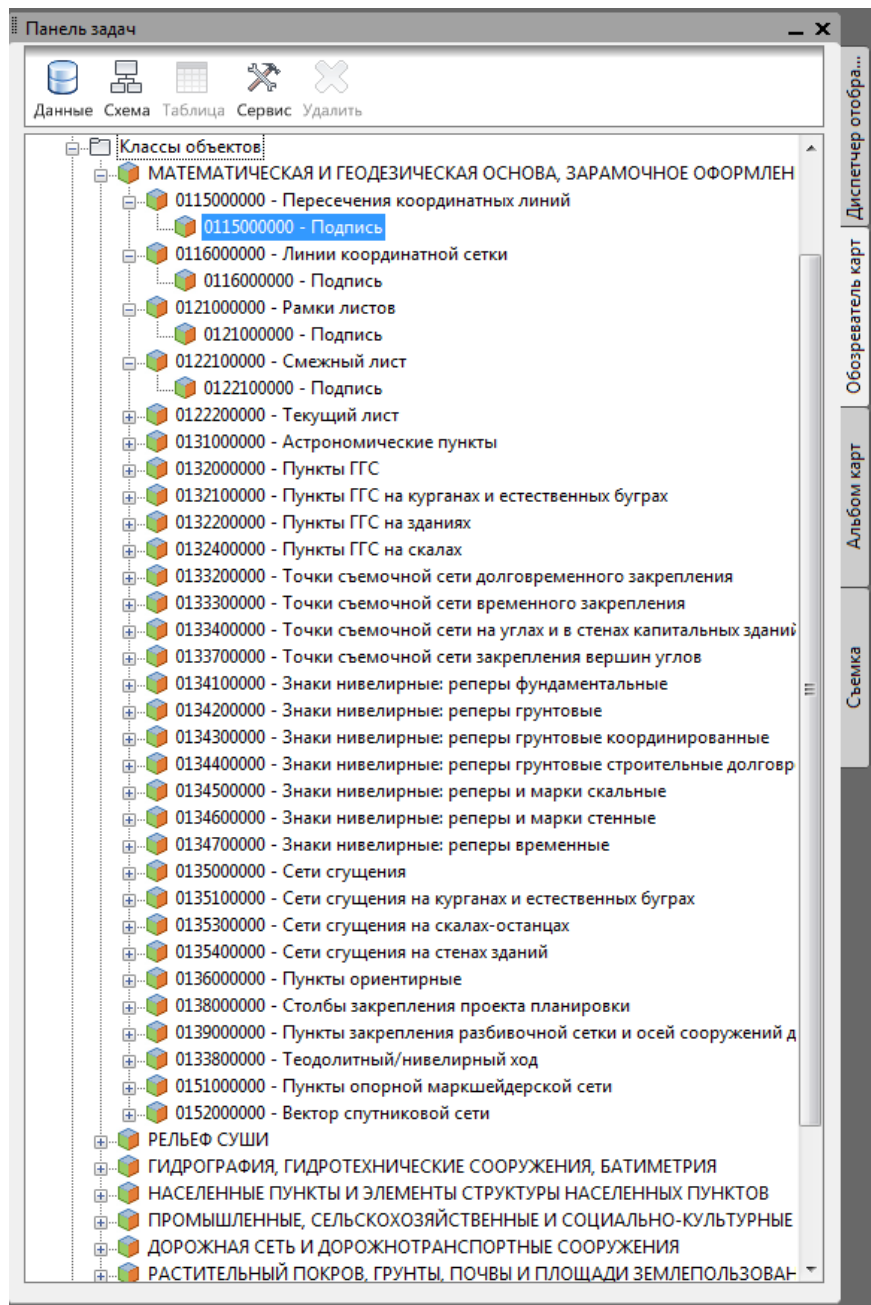 Панель задач
Данные Схема Таблица Сервис Удалить
Классы объектов
МАТЕМАТИЧЕСКАЯ И ГЕОДЕЗИЧЕСКАЯ ОСНОВА, ЗАРАМОЧНОЕ ОФОРМЛЕН
0115000000 - Пересечения координатных линий
0115000000 - Подпись
0116000000 - Линии координатной сетки
0116000000 - Подпись
0121000000 - Рамки листов
0121000000 - Подпись
0122100000 - Смежный лист
0122100000 - Подпись
0122200000 - Текущий лист
0131000000 - Астрономические пункты
0132000000 - Пункты ГГС
0132100000 - Пункты ГГС на курганах и естественных буграх
0132200000 - Пункты ГГС на зданиях
0132400000 - Пункты ГГС на скалах
0133200000 - Точки съемочной сети долговременного закрепления
0133300000 - Точки съемочной сети временного закрепления
0133400000 - Точки съемочной сети на углах и в стенах капитальных зданий
0133700000 - Точки съемочной сети закрепления вершин углов
0134100000 - Знаки нивелирные: реперы фундаментальные
0134200000 - Знаки нивелирные: реперы грунтовые
0134300000 - Знаки нивелирные: реперы грунтовые координированные
0134400000 - Знаки нивелирные: реперы грунтовые строительные долговр
0134500000 - Знаки нивелирные: реперы и марки скальные
0134600000 - Знаки нивелирные: реперы и марки стенные
0134700000 - Знаки нивелирные: реперы временные
0135000000 - Сети сгущения
0135100000 - Сети сгущения на курганах и естественных буграх
0135300000 - Сети сгущения на скалах-останцах
0135400000 - Сети сгущения на стенах зданий
0136000000 - Пункты ориентирные
0138000000 - Столбы закрепления проекта планировки
0139000000 - Пункты закрепления разбивочной сетки и осей сооружений д
0133800000 - Теодолитный/нивелирный ход
0151000000 - Пункты опорной маркшейдерской сети
0152000000 - Вектор спутниковой сети
РЕЛЬЕФ СУШИ
ГИДРОГРАФИЯ, ГИДРОТЕХНИЧЕСКИЕ СООРУЖЕНИЯ, БАТИМЕТРИЯ
НАСЕЛЕННЫЕ ПУНКТЫ И ЭЛЕМЕНТЫ СТРУКТУРЫ НАСЕЛЕННЫХ ПУНКТОВ
ПРОМЫШЛЕННЫЕ, СЕЛЬСКОХОЗЯЙСТВЕННЫЕ И СОЦИАЛЬНО-КУЛЬТУРНЫЕ
ДОРОЖНАЯ СЕТЬ И ДОРОЖНОТРАНСПОРТНЫЕ СООРУЖЕНИЯ
РАСТИТЕЛЬНЫЙ ПОКРОВ, ГРУНТЫ, ПОЧВЫ И ПЛОЩАДИ ЗЕМЛЕПОЛЬЗОВАН
Диспетчер отобра...
Обозреватель карт
Альбом карт
Съемка